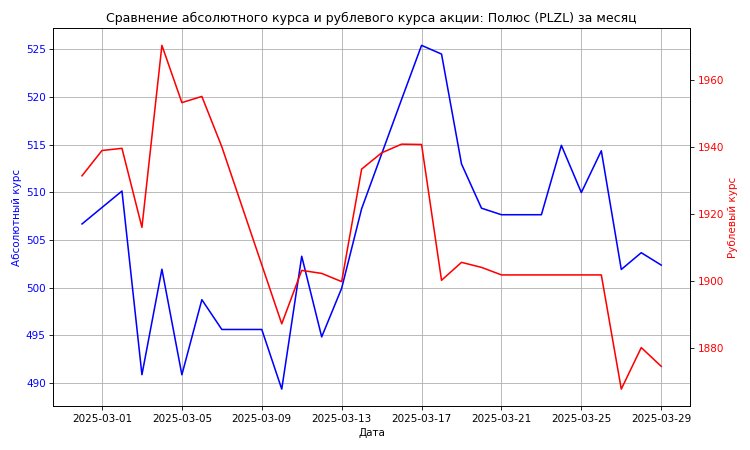 Сравнение абсолютного курса и рублевого курса акции: Полюс (PLZL) за месяц
525
520
515
510
505
500
495
490
Абсолютный курс
1960
1940
1920
1900
1880
Рублевый курс
2025-03-01 2025-03-05 2025-03-09 2025-03-13 2025-03-17 2025-03-21 2025-03-25 2025-03-29
Дата